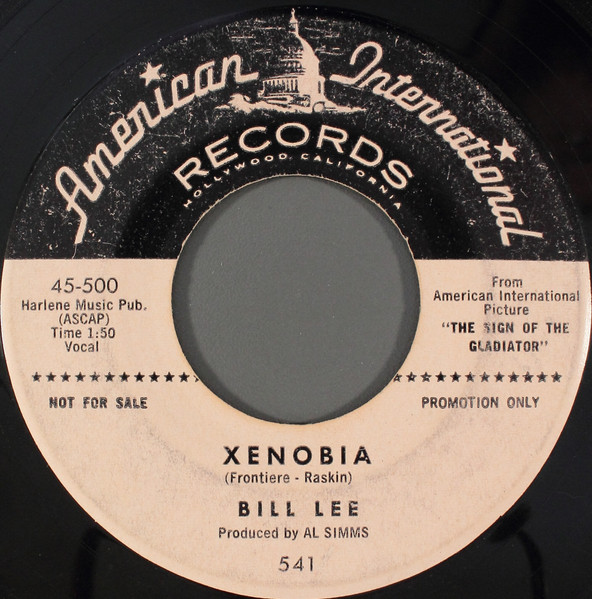 American International
RECORDS
HOLLYWOOD, CALIFORNIA
45-500
Harlene Music Pub.
(ASCAP)
Time 1:50
Vocal
From
American International
Picture
"THE SIGN OF THE
GLADIATOR"
NOT FOR SALE
PROMOTION ONLY
XENOBIA
(Frontiere - Raskin)
BILL LEE
Produced by AL SIMMS
541